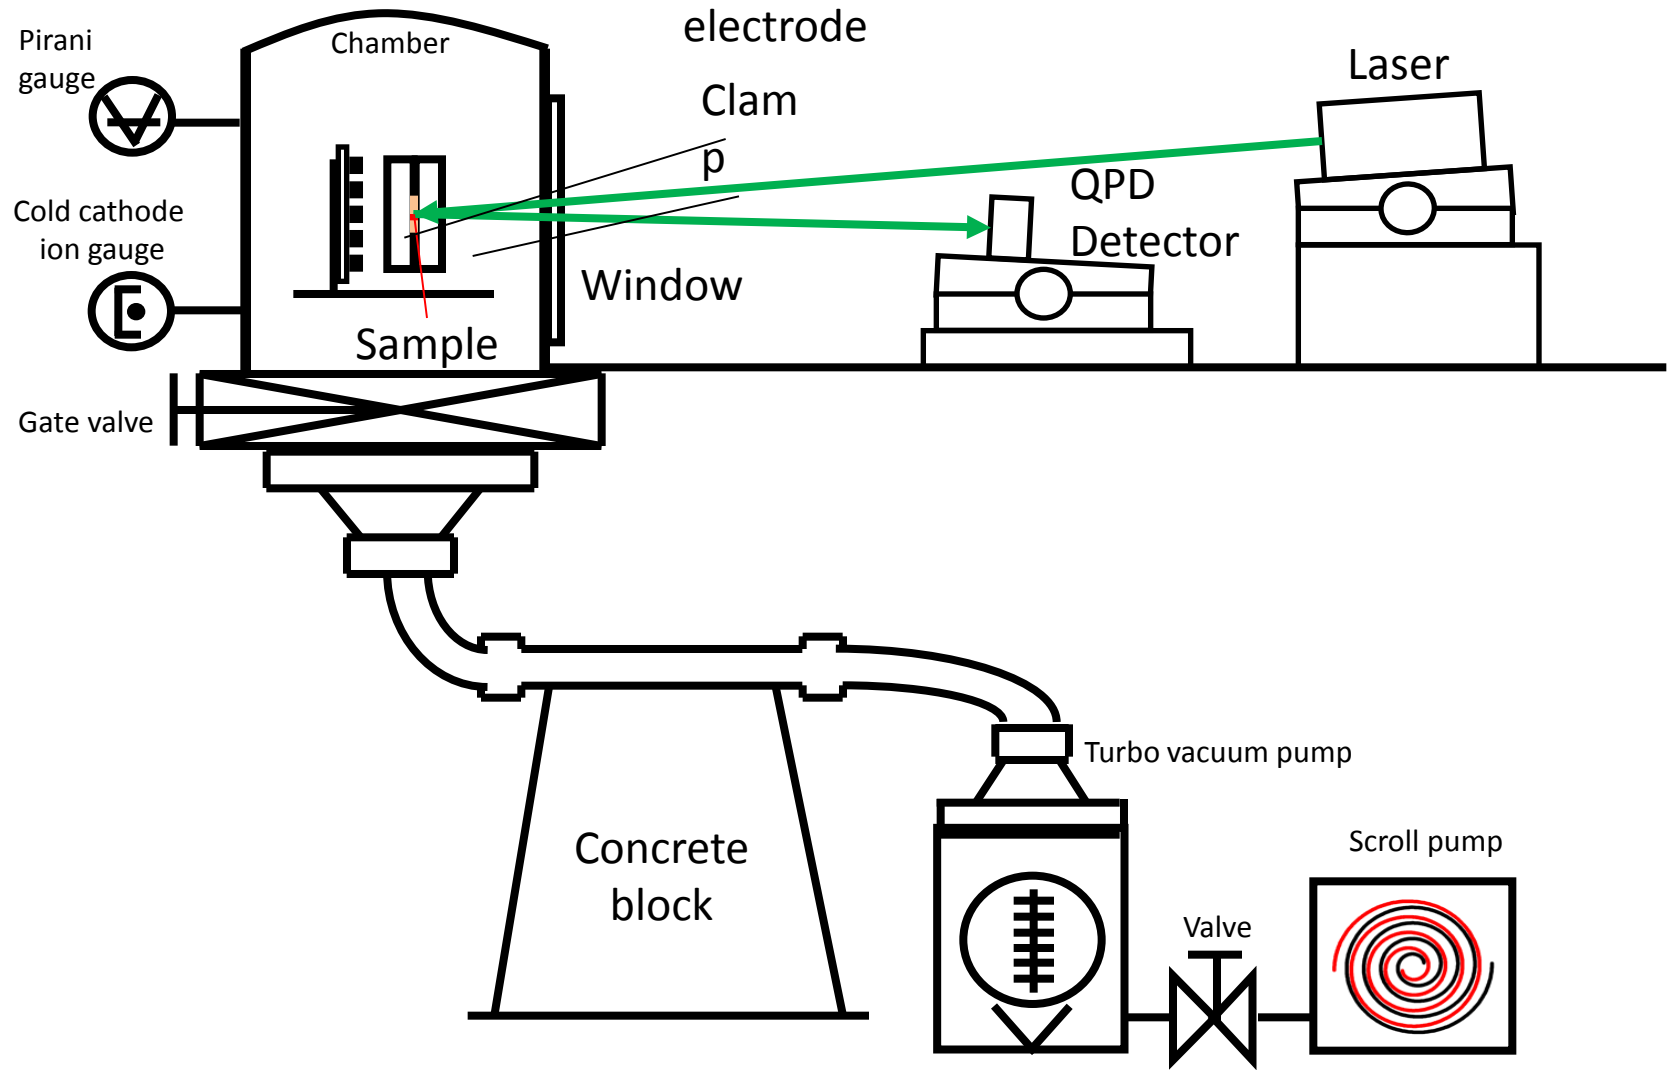 electrode
Pirani
gauge
Chamber
Laser
Clam
p
QPD
Detector
Cold cathode
ion gauge
Window
Sample
Gate valve
Turbo vacuum pump
Concrete
block
Scroll pump
Valve